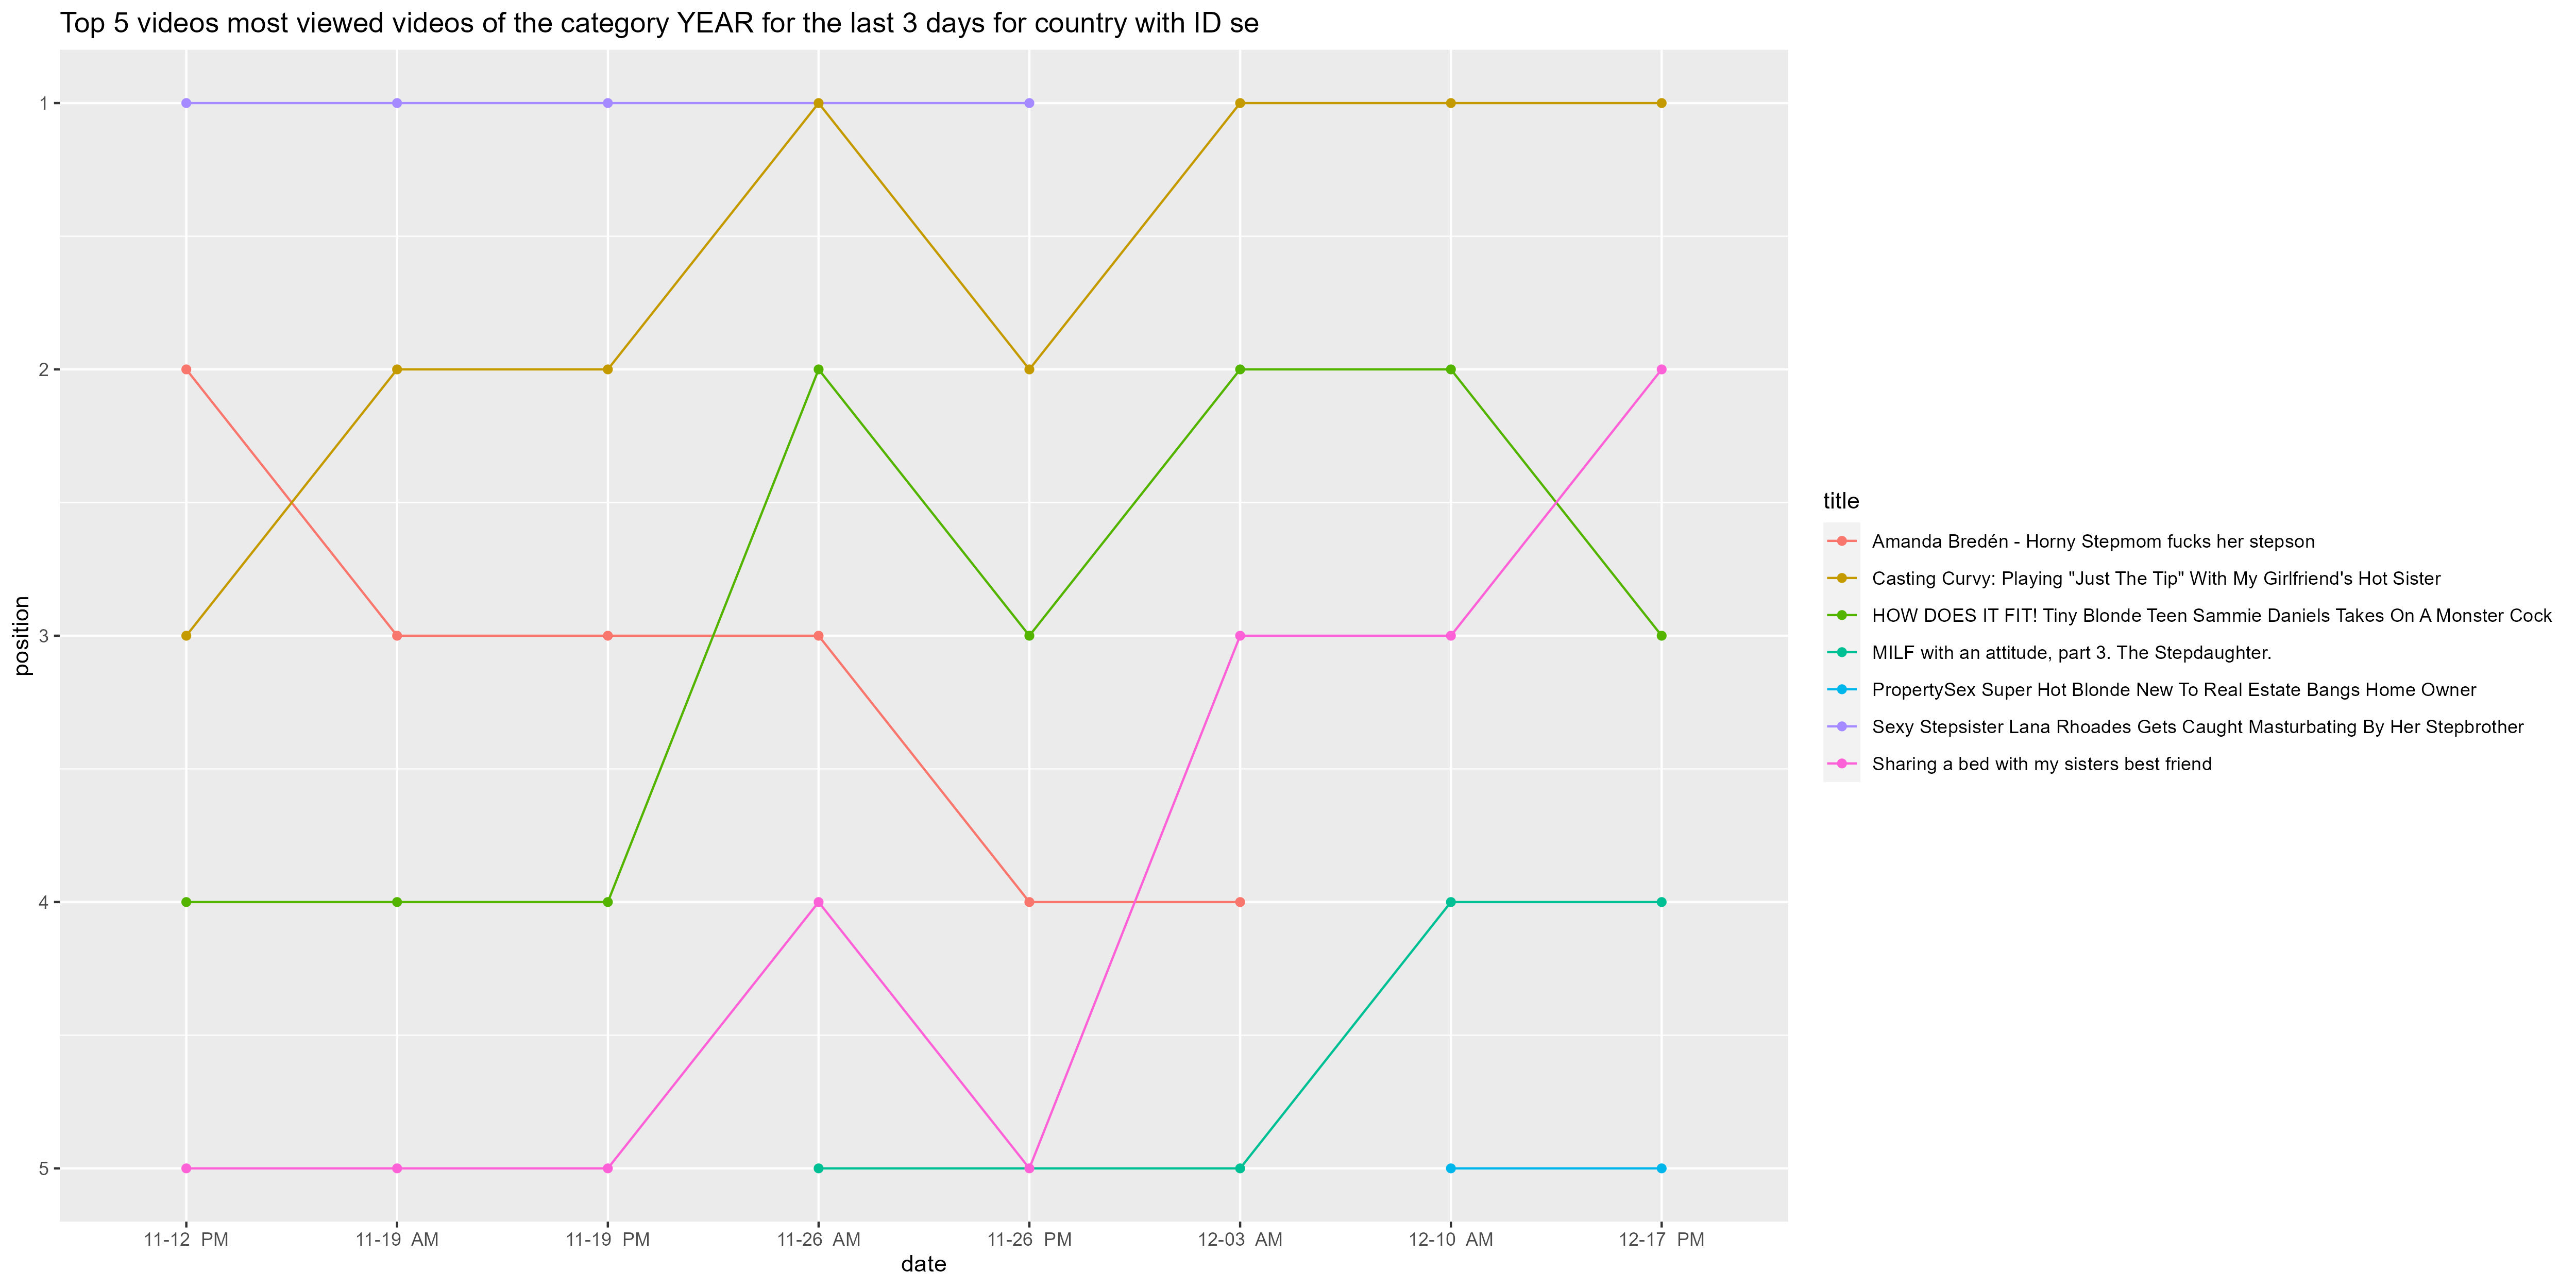 Top 5 videos most viewed videos of the category YEAR for the last 3 days for country with ID se
position
1
2
3
4
5
11-12 PM
11-19 AM
11-19 PM
11-26 AM
11-26 PM
12-03 AM
12-10 AM
12-17 PM
date
title
Amanda Bredén - Horny Stepmom fucks her stepson
Casting Curvy: Playing "Just The Tip" With My Girlfriend's Hot Sister
HOW DOES IT FIT! Tiny Blonde Teen Sammie Daniels Takes On A Monster Cock
MILF with an attitude, part 3. The Stepdaughter.
PropertySex Super Hot Blonde New To Real Estate Bangs Home Owner
Sexy Stepsister Lana Rhoades Gets Caught Masturbating By Her Stepbrother
Sharing a bed with my sisters best friend